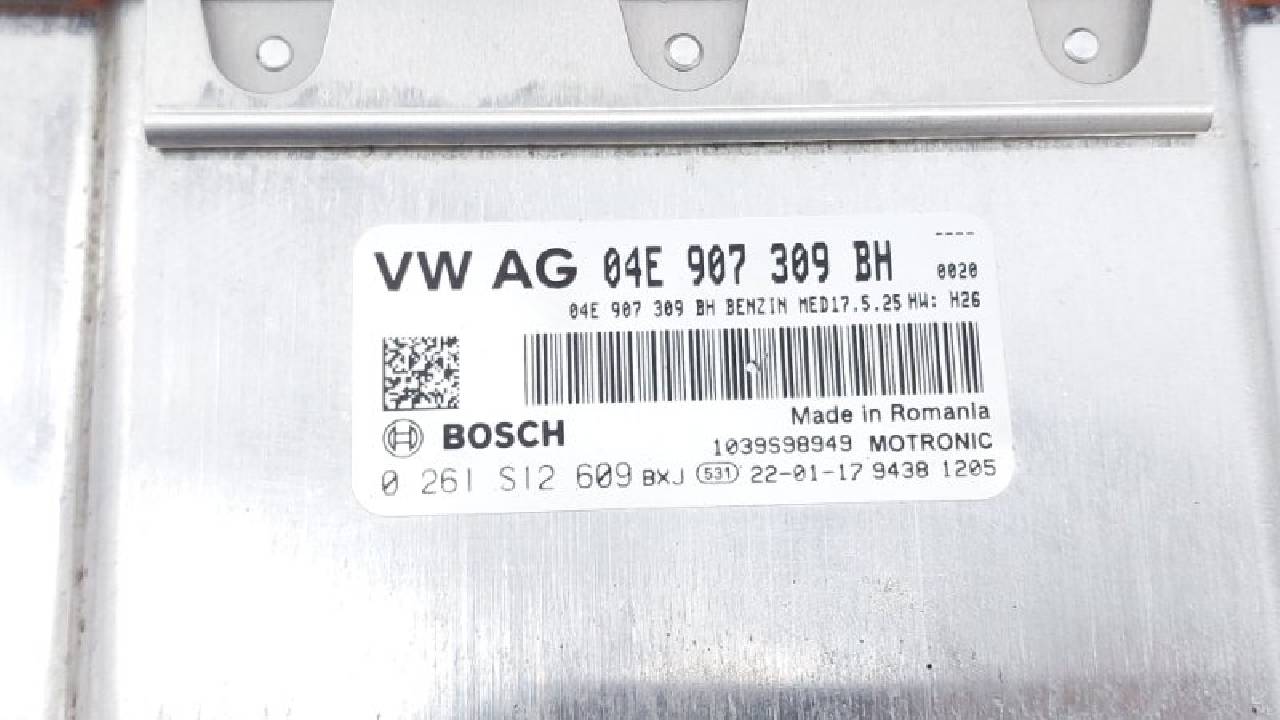 ----
VW AG 04E 907 309 BH 0020
04E 907 309 BH BENZIN MED17.5.25 HW: H26
Made in Romania
BOSCH 1039S98949 MOTRONIC
0 261 S12 609 BXJ 531 22-01-17 9438 1205